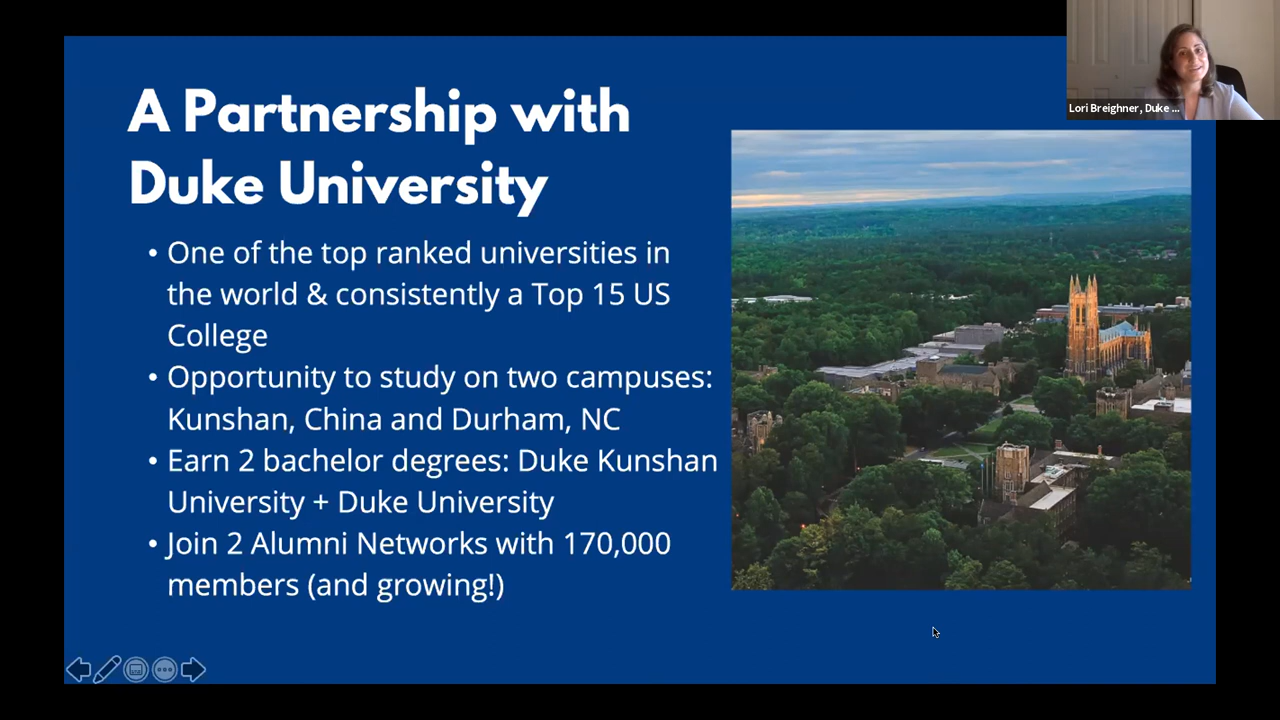 Lori Breighner, Duke ...
A Partnership with
Duke University
• One of the top ranked universities in
the world & consistently a Top 15 US
College
• Opportunity to study on two campuses:
Kunshan, China and Durham, NC
• Earn 2 bachelor degrees: Duke Kunshan
University + Duke University
• Join 2 Alumni Networks with 170,000
members (and growing!)